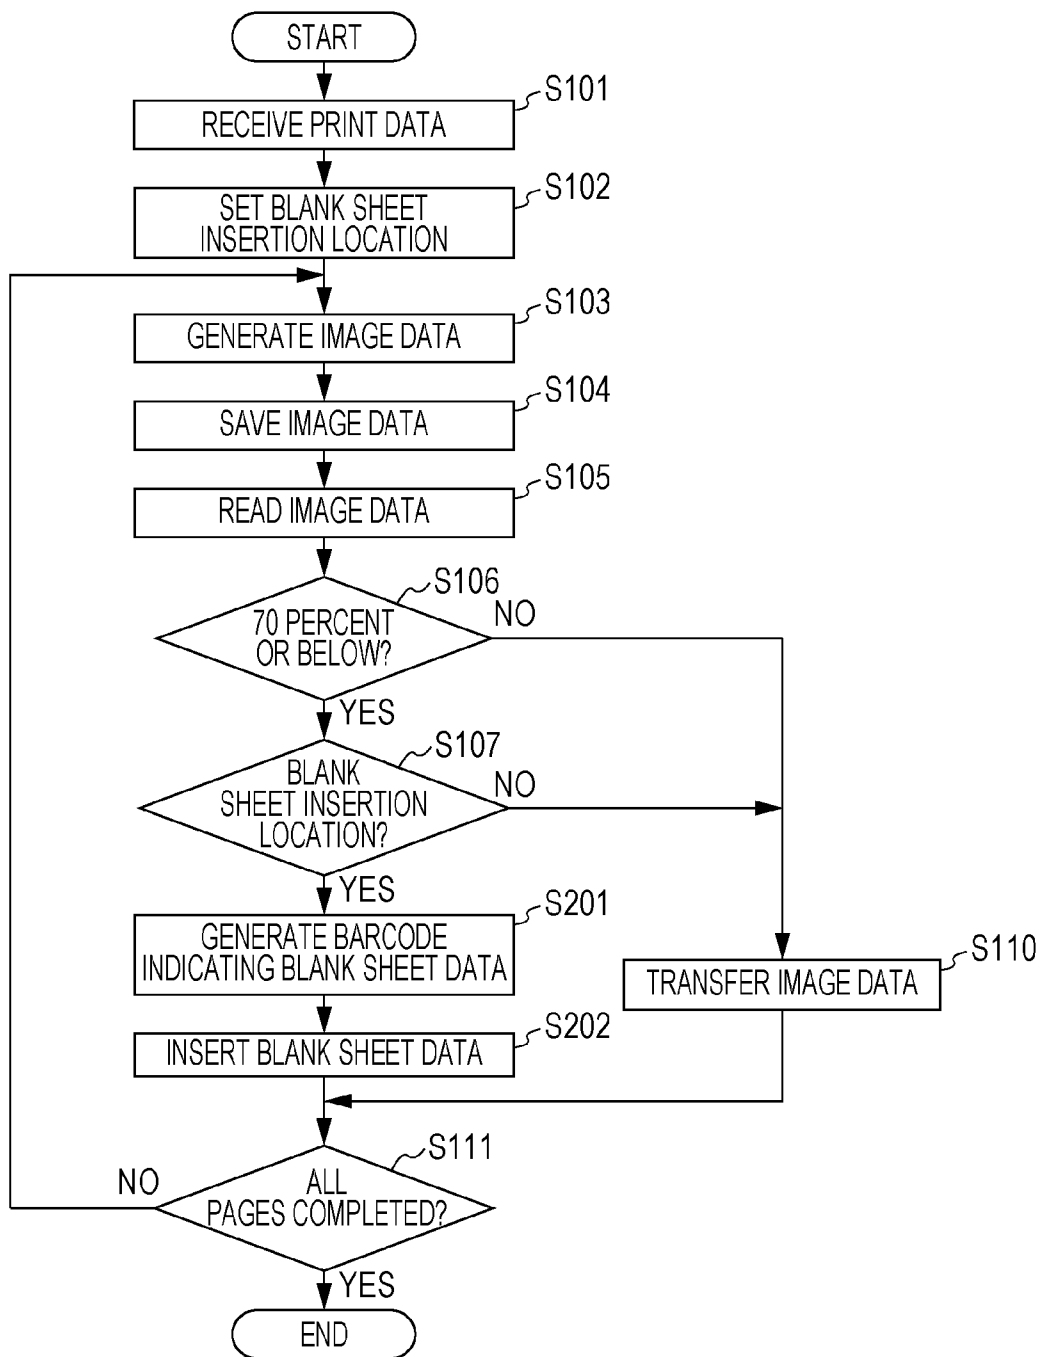 START
S101
RECEIVE PRINT DATA
S102
SET BLANK SHEET
INSERTION LOCATION
S103
GENERATE IMAGE DATA
S104
SAVE IMAGE DATA
S105
READ IMAGE DATA
S106
70 PERCENT
OR BELOW?
NO
YES
S107
BLANK
SHEET INSERTION
LOCATION?
NO
YES
S201
GENERATE BARCODE
INDICATING BLANK SHEET DATA
S110
TRANSFER IMAGE DATA
S202
INSERT BLANK SHEET DATA
S111
ALL
PAGES COMPLETED?
NO
YES
END